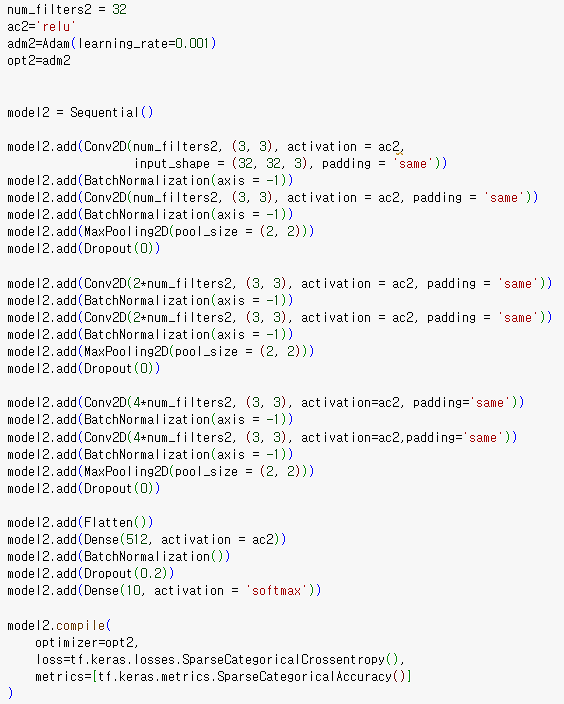 num_filters2 = 32
ac2='relu'
adm2=Adam(learning_rate=0.001)
opt2=adm2
model2 = Sequential()
model2.add(Conv2D(num_filters2, (3, 3), activation = ac2,
input_shape = (32, 32, 3), padding = 'same'))
model2.add(BatchNormalization(axis = -1))
model2.add(Conv2D(num_filters2, (3, 3), activation = ac2, padding = 'same'))
model2.add(BatchNormalization(axis = -1))
model2.add(MaxPooling2D(pool_size = (2, 2)))
model2.add(Dropout(0))
model2.add(Conv2D(2*num_filters2, (3, 3), activation = ac2, padding = 'same'))
model2.add(BatchNormalization(axis = -1))
model2.add(Conv2D(2*num_filters2, (3, 3), activation = ac2, padding = 'same'))
model2.add(BatchNormalization(axis = -1))
model2.add(MaxPooling2D(pool_size = (2, 2)))
model2.add(Dropout(0))
model2.add(Conv2D(4*num_filters2, (3, 3), activation=ac2, padding='same'))
model2.add(BatchNormalization(axis = -1))
model2.add(Conv2D(4*num_filters2, (3, 3), activation=ac2,padding='same'))
model2.add(BatchNormalization(axis = -1))
model2.add(MaxPooling2D(pool_size = (2, 2)))
model2.add(Dropout(0))
model2.add(Flatten())
model2.add(Dense(512, activation = ac2))
model2.add(BatchNormalization())
model2.add(Dropout(0.2))
model2.add(Dense(10, activation = 'softmax'))
model2.compile(
optimizer=opt2,
loss=tf.keras.losses.SparseCategoricalCrossentropy(),
metrics=[tf.keras.metrics.SparseCategoricalAccuracy()]
)